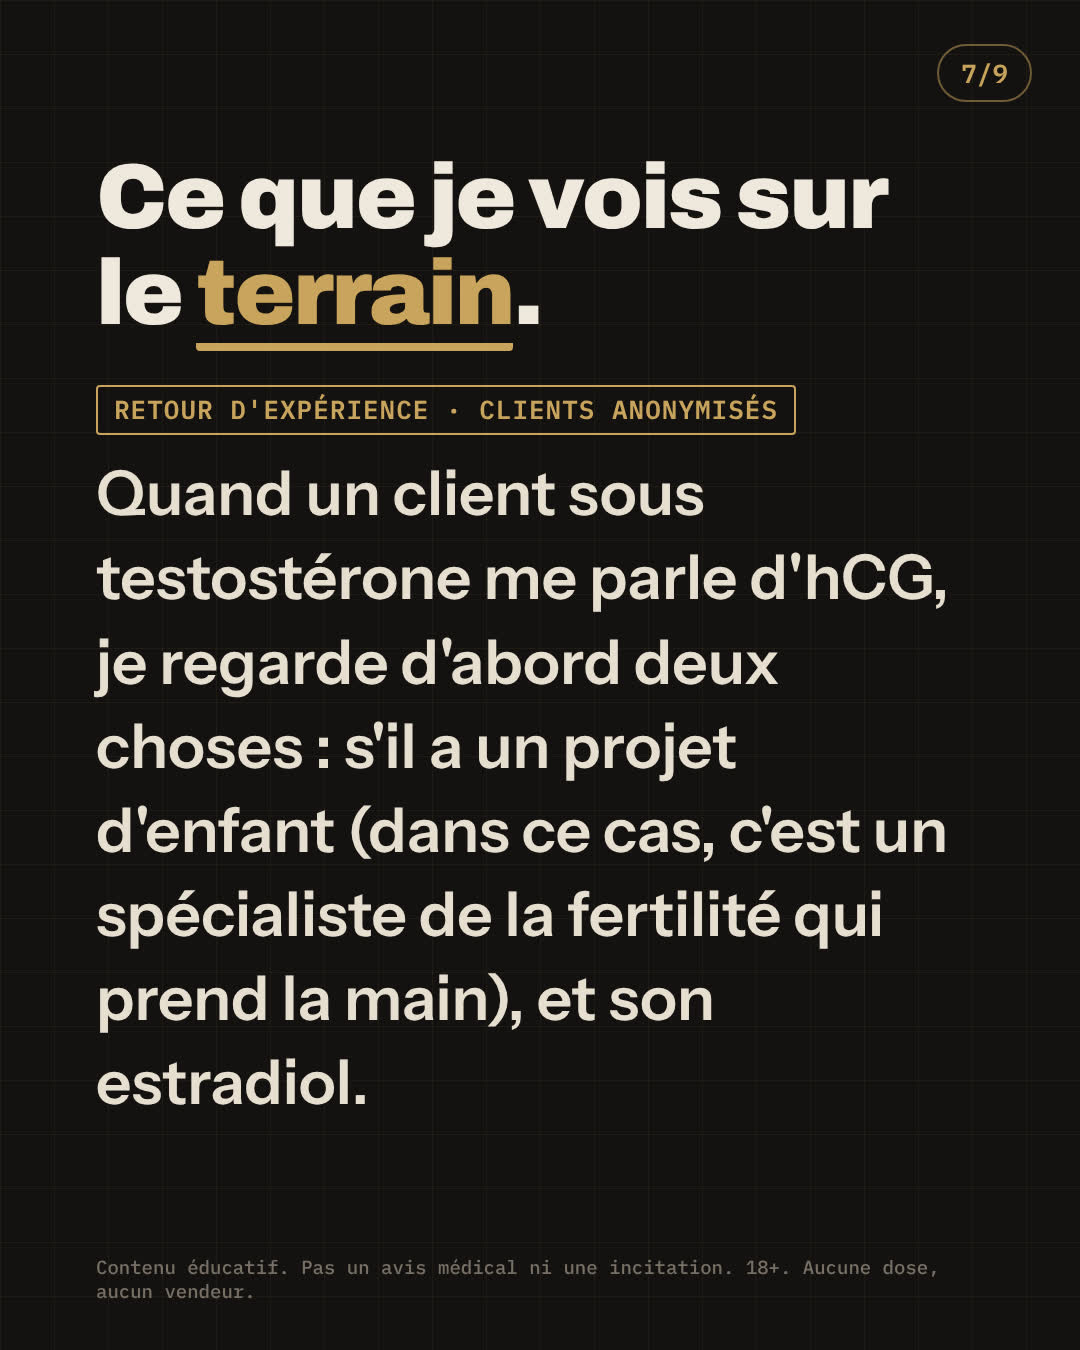 7/9
Ce que je vois sur
le terrain.
RETOUR D'EXPÉRIENCE · CLIENTS ANONYMISÉS
Quand un client sous
testostérone me parle d'hCG,
je regarde d'abord deux
choses : s'il a un projet
d'enfant (dans ce cas, c'est un
spécialiste de la fertilité qui
prend la main), et son
estradiol.
Contenu éducatif. Pas un avis médical ni une incitation. 18+. Aucune dose,
aucun vendeur.